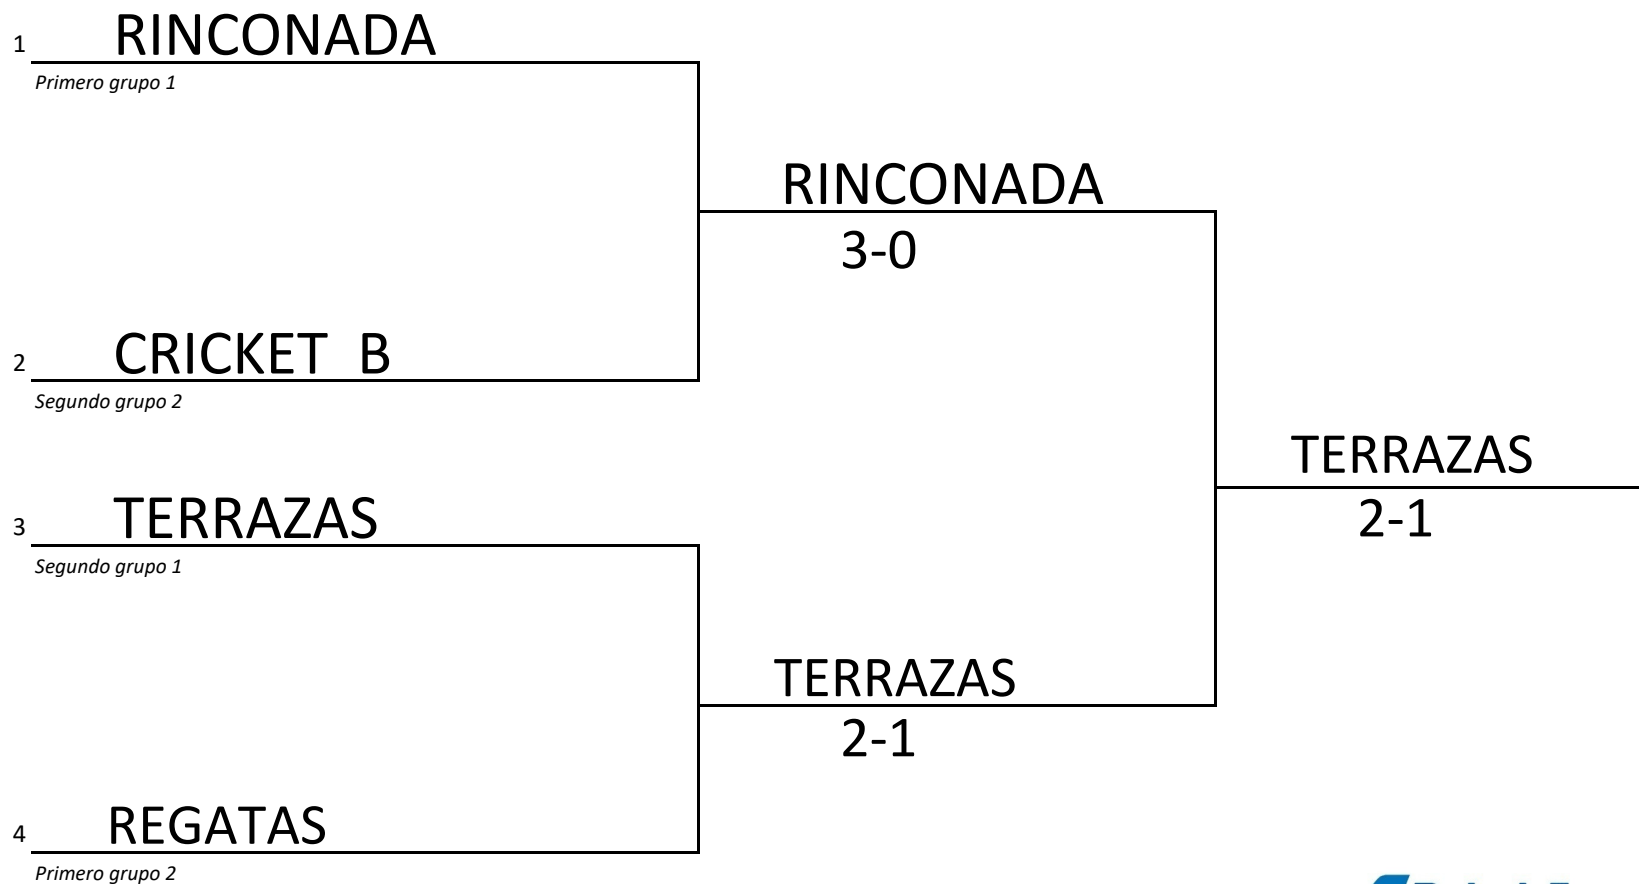 1 RINCONADA
Primero grupo 1
RINCONADA
3-0
2 CRICKET B
Segundo grupo 2
TERRAZAS
2-1
3 TERRAZAS
Segundo grupo 1
TERRAZAS
2-1
4 REGATAS
Primero grupo 2